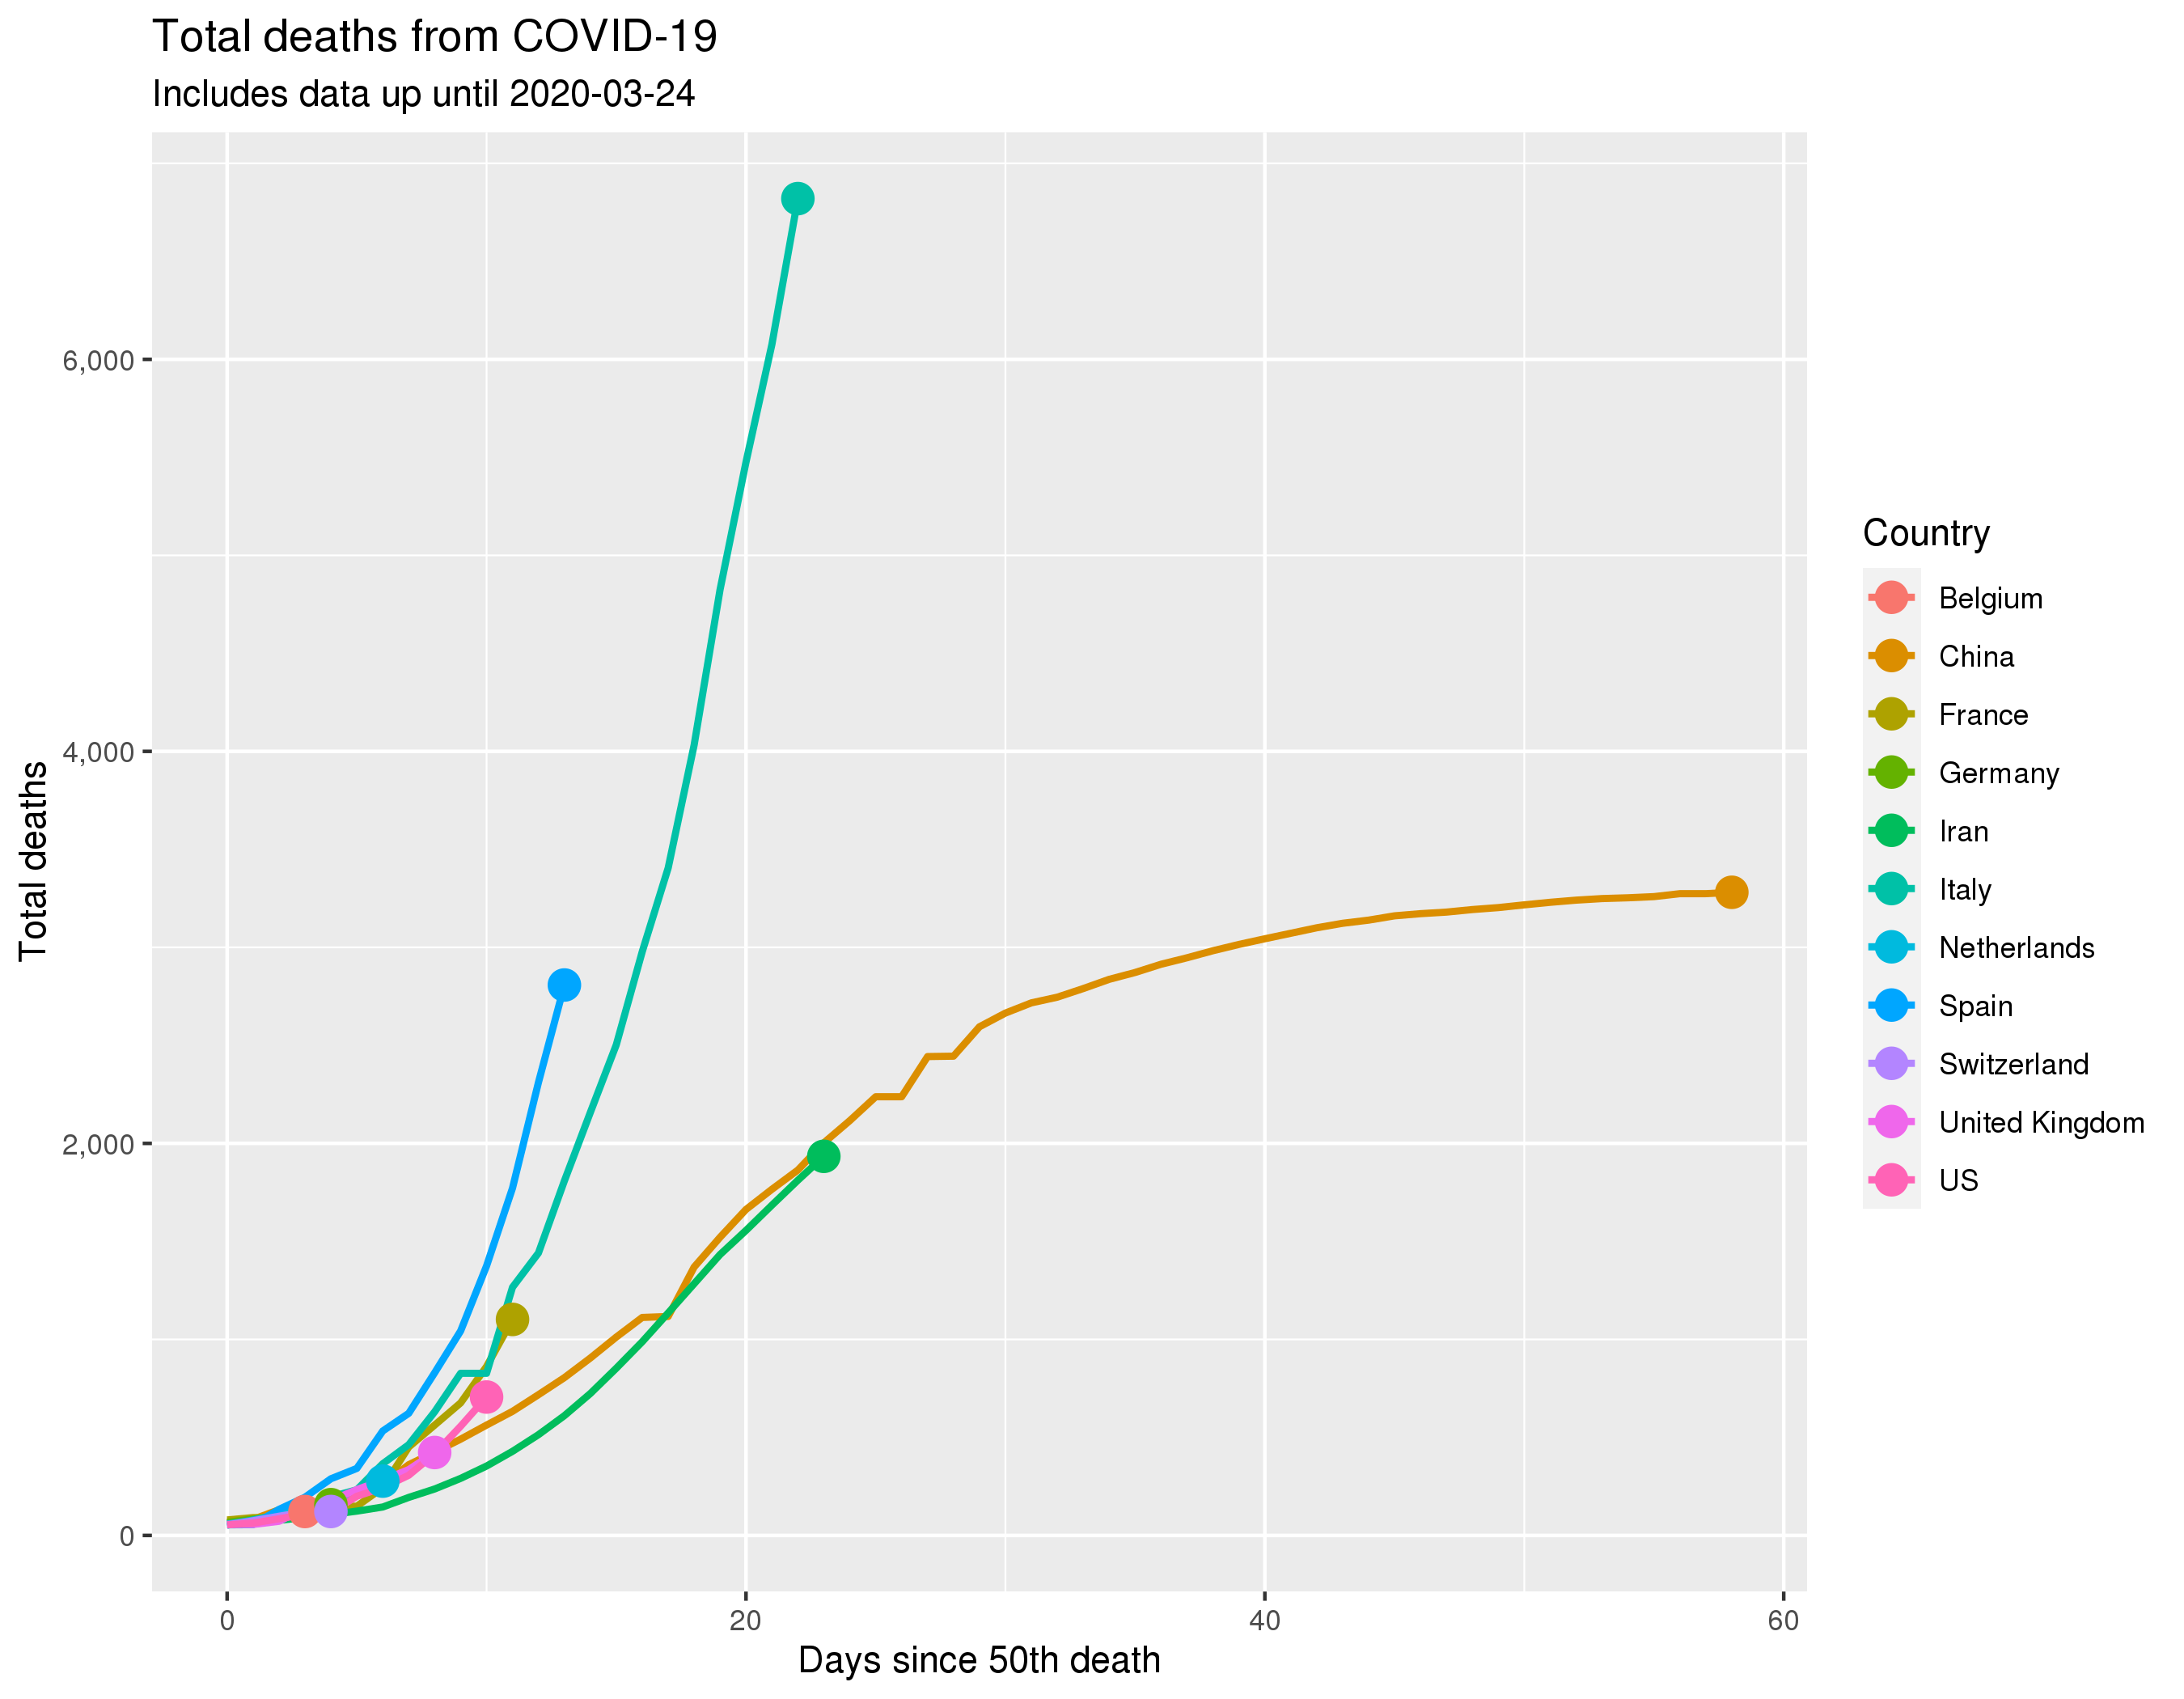 Total deaths from COVID-19
Includes data up until 2020-03-24
Total deaths
6,000
4,000
2,000
0
0
20
40
60
Days since 50th death
Country
Belgium
China
France
Germany
Iran
Italy
Netherlands
Spain
Switzerland
United Kingdom
US